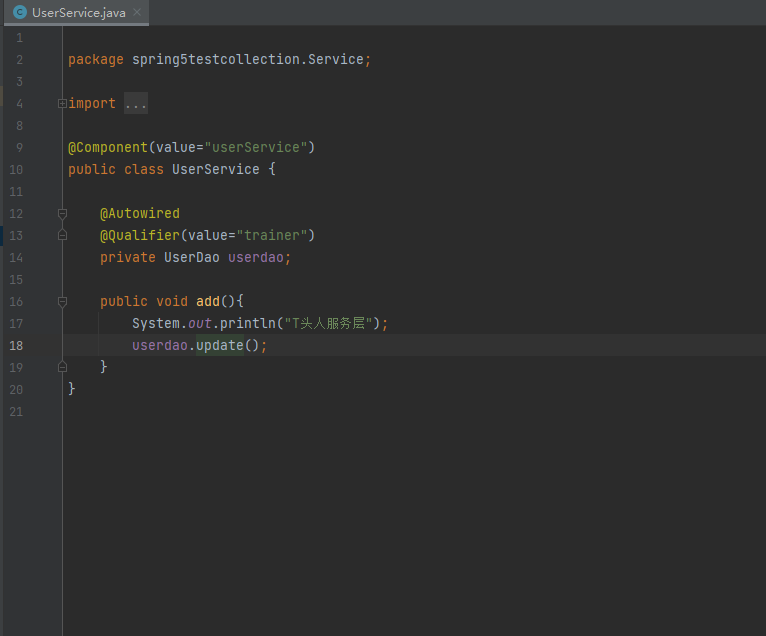 UserService.java
1
2 package spring5testcollection.Service;
3
4 import ...
8
9 @Component(value="userService")
10 public class UserService {
11
12 @Autowired
13 @Qualifier(value="trainer")
14 private UserDao userdao;
15
16 public void add(){
17 System.out.println("T头人服务层");
18 userdao.update();
19 }
20 }
21